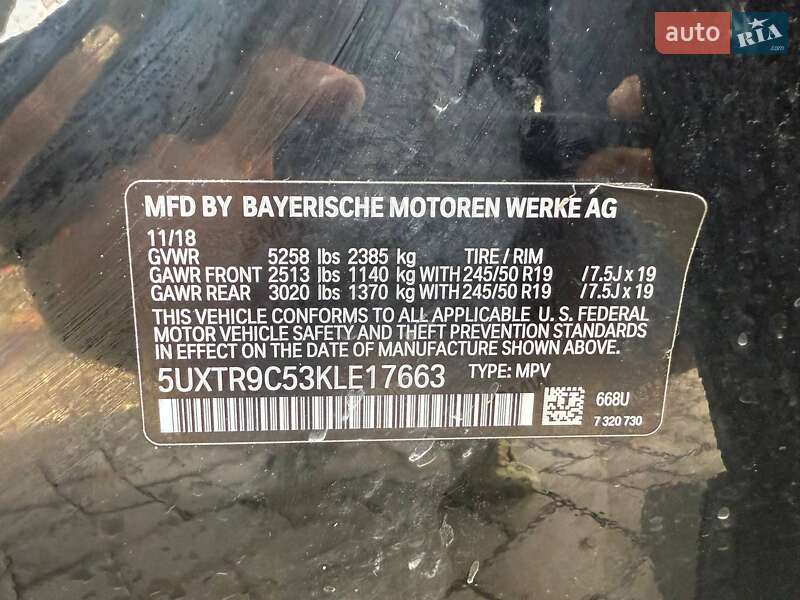 auto RIA .com
MFD BY BAYERISCHE MOTOREN WERKE AG
11/18
GVWR 5258 lbs 2385 kg TIRE / RIM
GAWR FRONT 2513 lbs 1140 kg WITH 245/50 R19 /7.5J x 19
GAWR REAR 3020 lbs 1370 kg WITH 245/50 R19 /7.5J x 19
THIS VEHICLE CONFORMS TO ALL APPLICABLE U. S. FEDERAL
MOTOR VEHICLE SAFETY AND THEFT PREVENTION STANDARDS
IN EFFECT ON THE DATE OF MANUFACTURE SHOWN ABOVE.
5UXTR9C53KLE17663 TYPE: MPV
668U
7 320 730